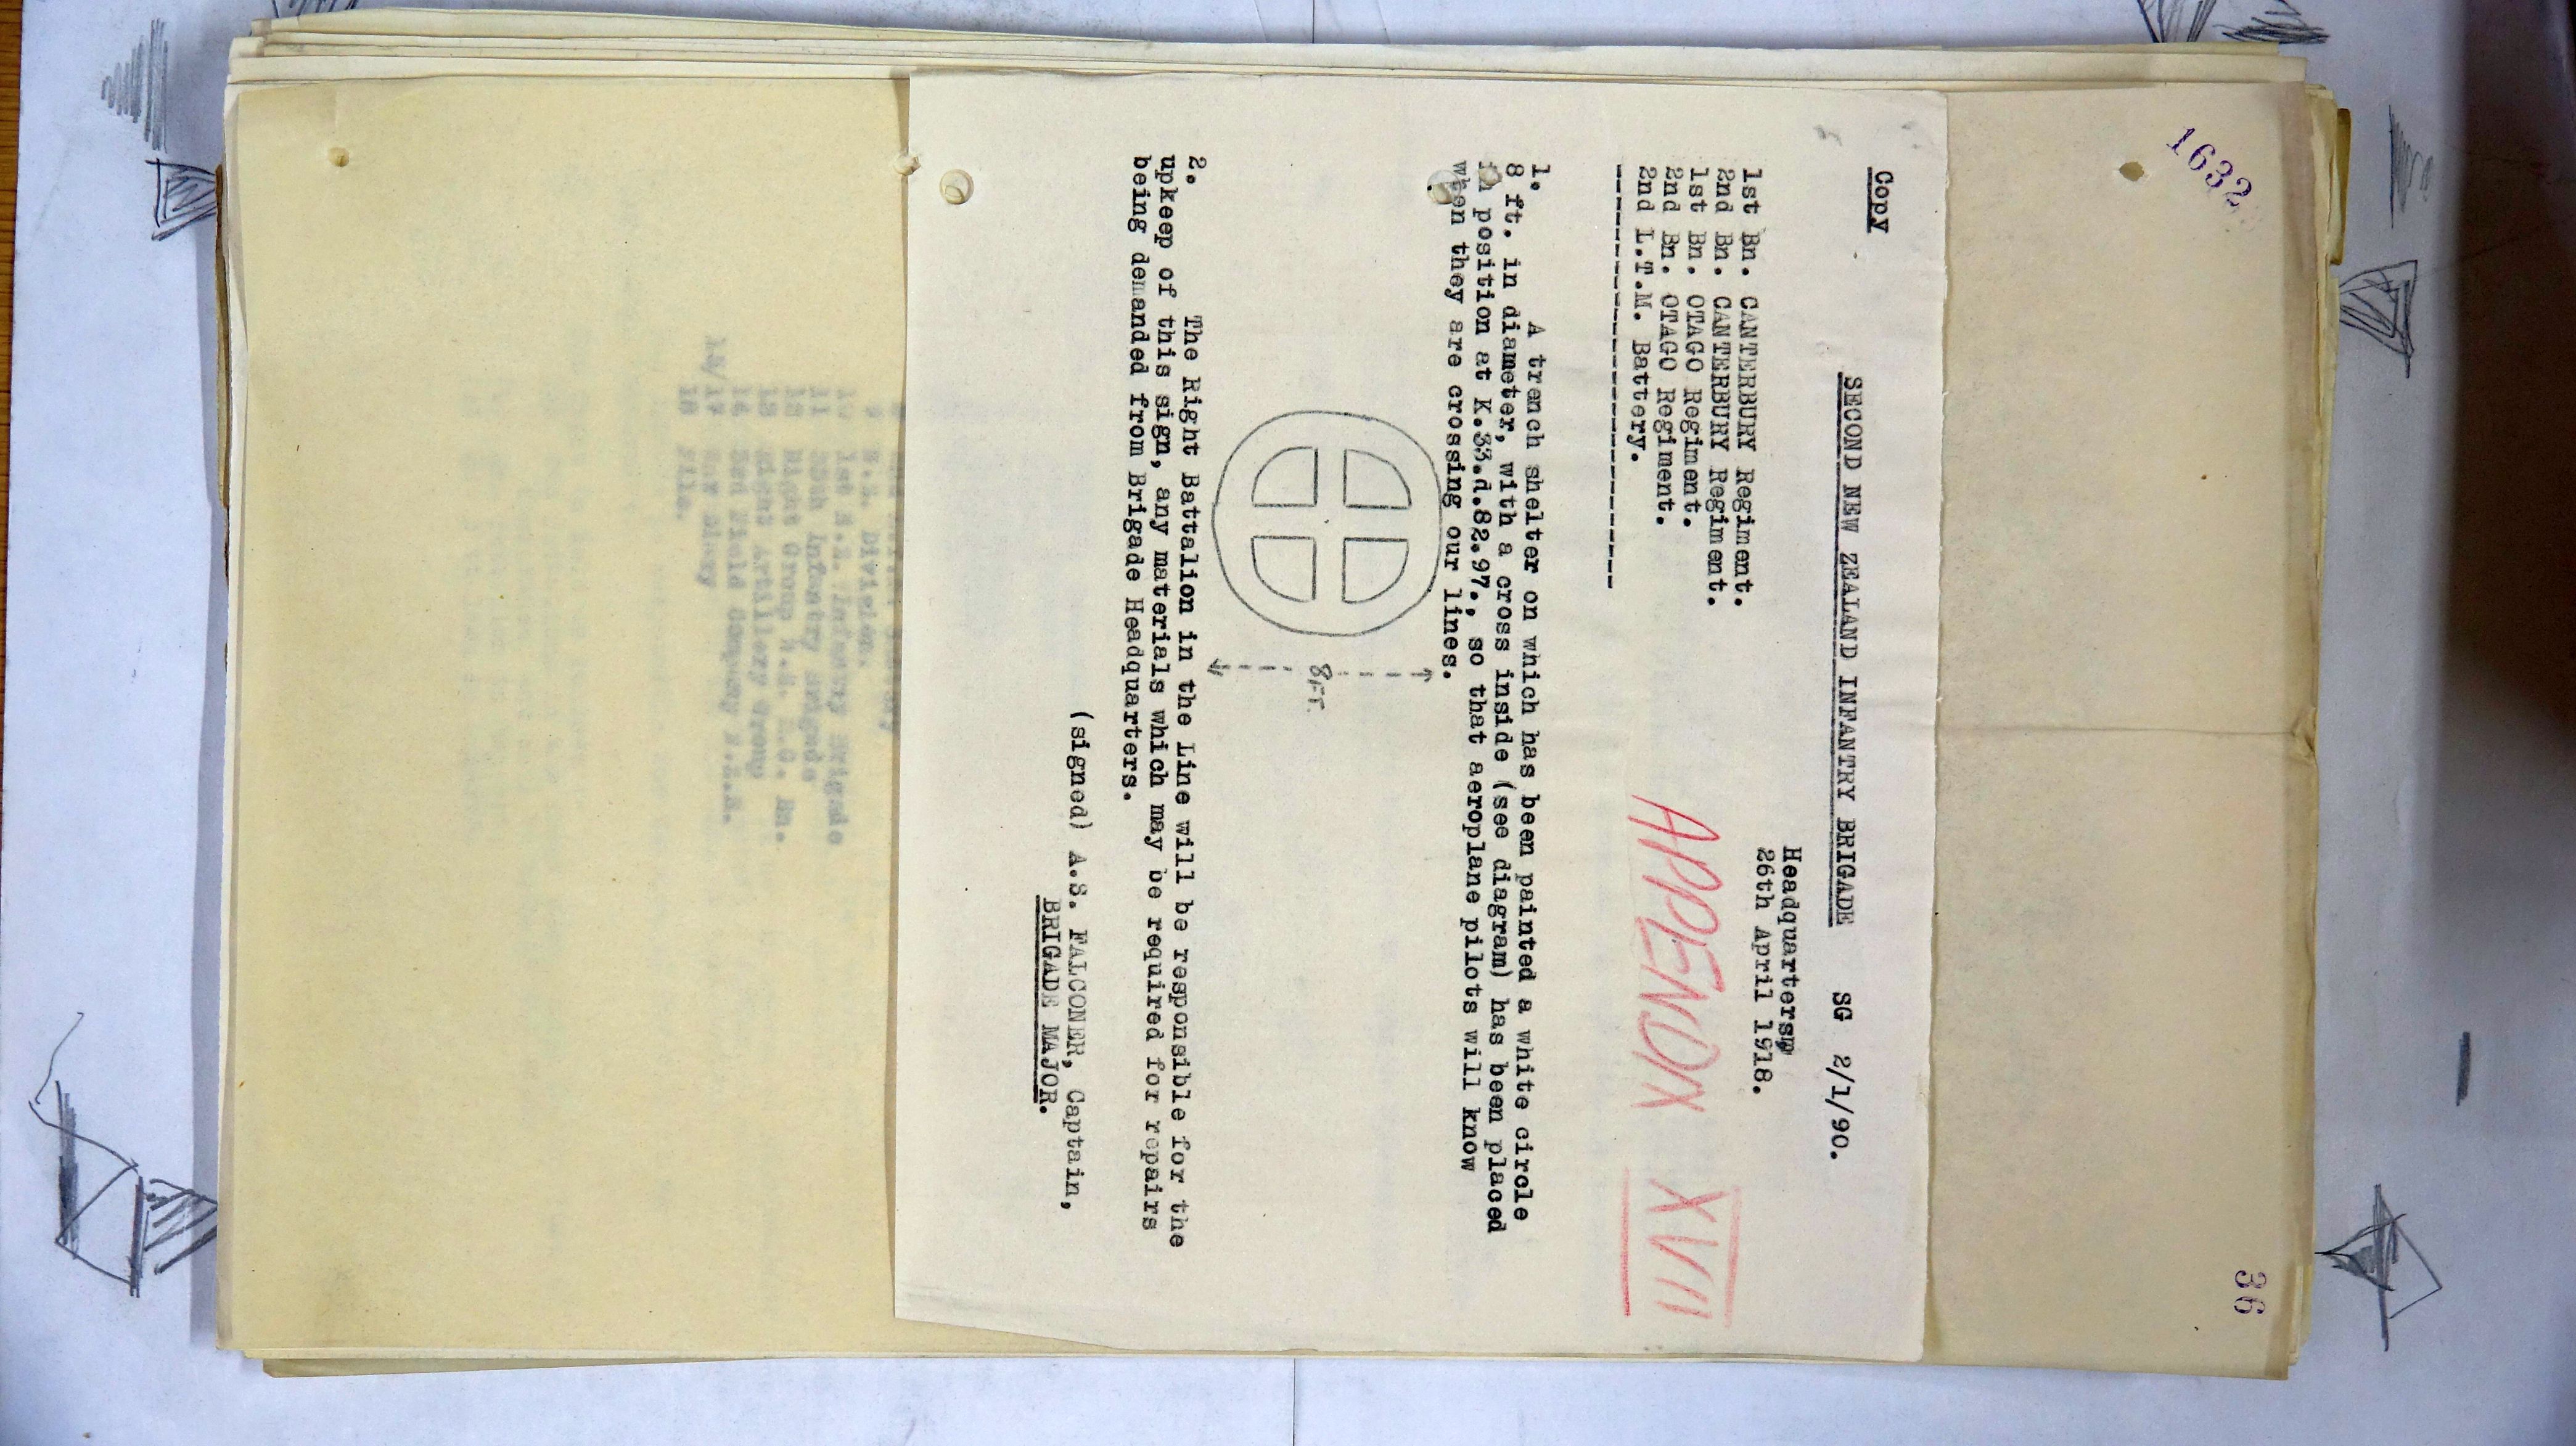 1632
36
Copy
SECOND NEW ZEALAND INFANTRY BRIGADE SG 2/1/90.
Headquarters
26th April 1918.
1st Bn. CANTERBURY Regiment.
2nd Bn. CANTERBURY Regiment.
1st Bn. OTAGO Regiment.
2nd Bn. OTAGO Regiment.
2nd L.T.M. Battery.
APPENDIX XVII
1. A trench shelter on which has been painted a white circle
8 ft. in diameter, with a cross inside (see diagram) has been placed
in position at K.33.d.82.97., so that aeroplane pilots will know
when they are crossing our lines.
8 FT.
2. The Right Battalion in the Line will be responsible for the
upkeep of this sign, any materials which may be required for repairs
being demanded from Brigade Headquarters.
(signed) A.S. FALCONER, Captain,
BRIGADE MAJOR.